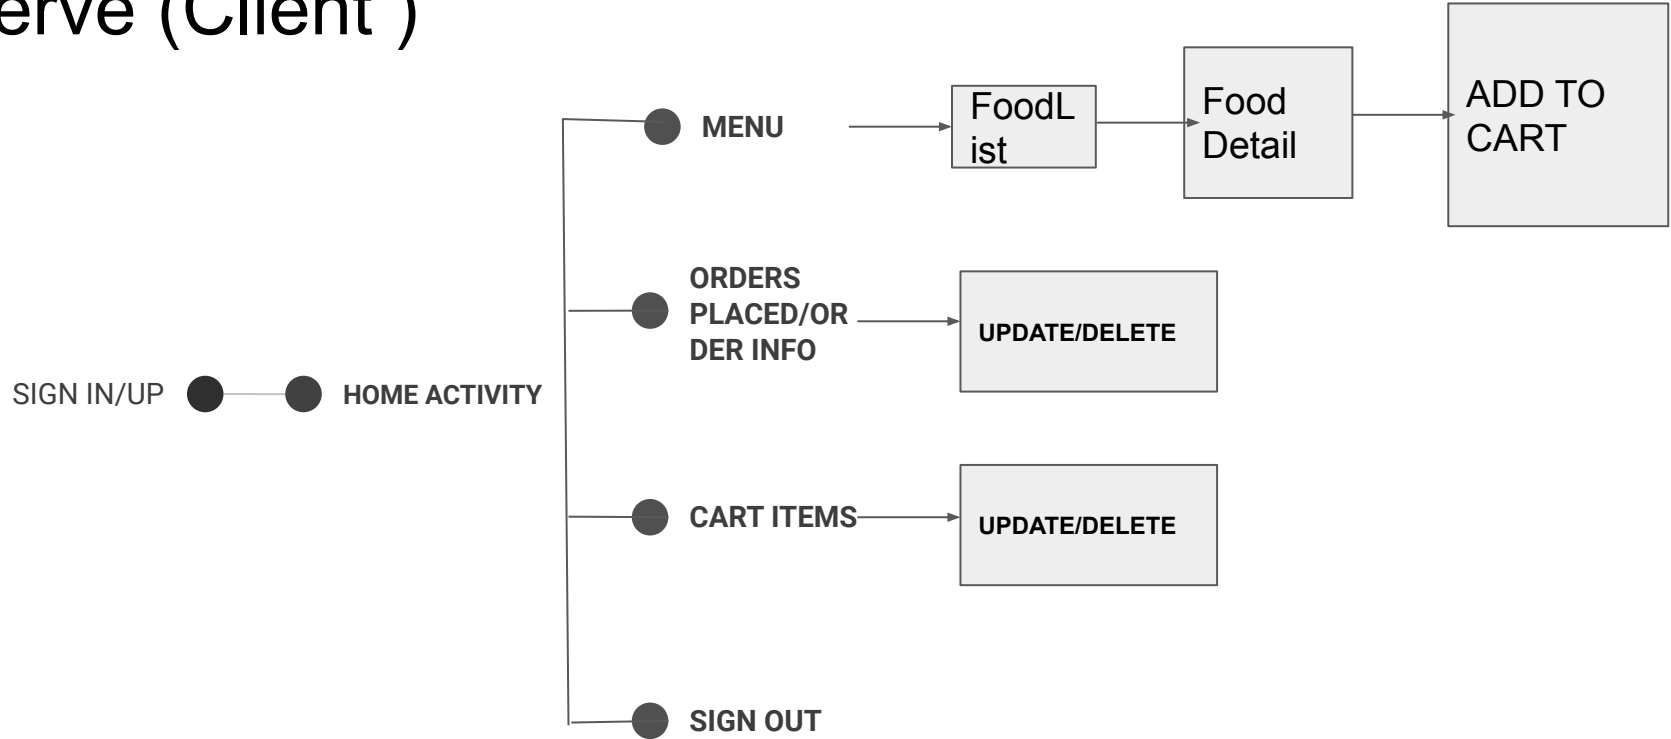 erve (Client )
MENU
FoodL
ist
Food
Detail
ADD TO
CART
ORDERS
PLACED/OR
DER INFO
UPDATE/DELETE
SIGN IN/UP
HOME ACTIVITY
CART ITEMS
UPDATE/DELETE
SIGN OUT